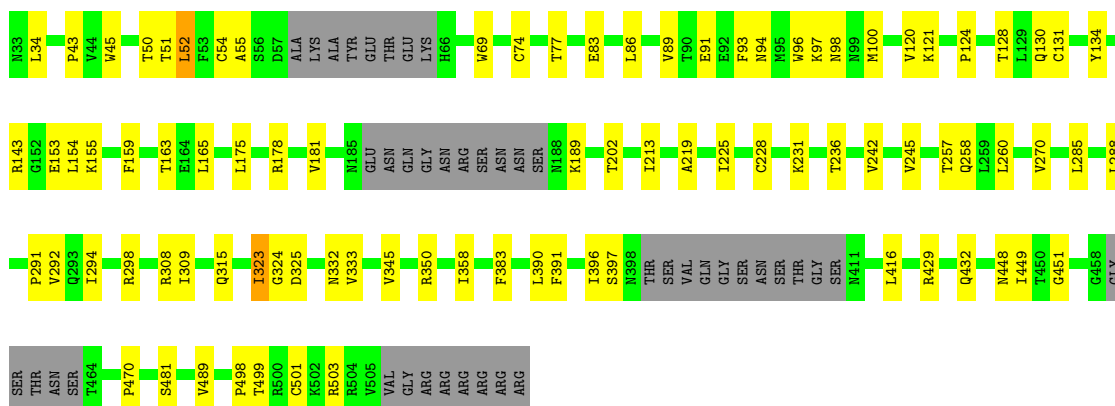 N33 L34 P43 V44 W45 T50 T51 L52 F53 C54 A55 S56 D57 ALA LYS ALA TYR GLU THR GLU LYS H66 W69 C74 T77 E83 L86 V89 T90 E91 E92 F93 N94 M95 W96 K97 N98 N99 M100 V120 K121 P124 T128 L129 Q130 C131 Y134
R143 G152 E153 L154 K155 F159 T163 E164 L165 L175 R178 V181 N185 GLU ASN GLN GLY ASN ARG SER ASN ASN SER N188 K189 T202 I213 A219 I225 C228 K231 T236 V242 V245 T257 Q258 L259 L260 V270 L285 L288
P291 V292 Q293 I294 R298 R308 I309 Q315 I323 G324 D325 N332 V333 V345 R350 I358 F383 L390 F391 I396 S397 N398 THR SER VAL GLN GLY SER ASN SER THR GLY SER N411 L416 R429 Q432 N448 I449 T450 G451 G458 GLY
SER THR ASN SER T464 P470 S481 V489 P498 T499 R500 C501 K502 R503 R504 V505 VAL GLY ARG ARG ARG ARG ARG ARG